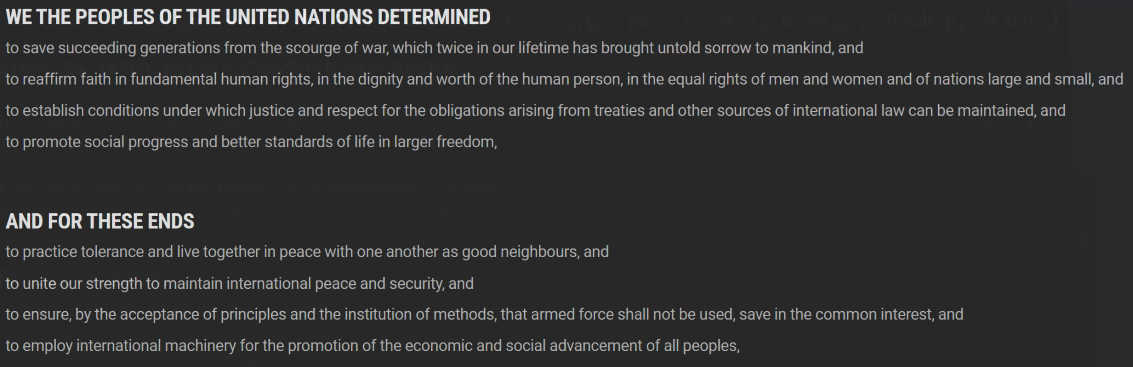 WE THE PEOPLES OF THE UNITED NATIONS DETERMINED
to save succeeding generations from the scourge of war, which twice in our lifetime has brought untold sorrow to mankind, and
to reaffirm faith in fundamental human rights, in the dignity and worth of the human person, in the equal rights of men and women and of nations large and small, and
to establish conditions under which justice and respect for the obligations arising from treaties and other sources of international law can be maintained, and
to promote social progress and better standards of life in larger freedom,
AND FOR THESE ENDS
to practice tolerance and live together in peace with one another as good neighbours, and
to unite our strength to maintain international peace and security, and
to ensure, by the acceptance of principles and the institution of methods, that armed force shall not be used, save in the common interest, and
to employ international machinery for the promotion of the economic and social advancement of all peoples,